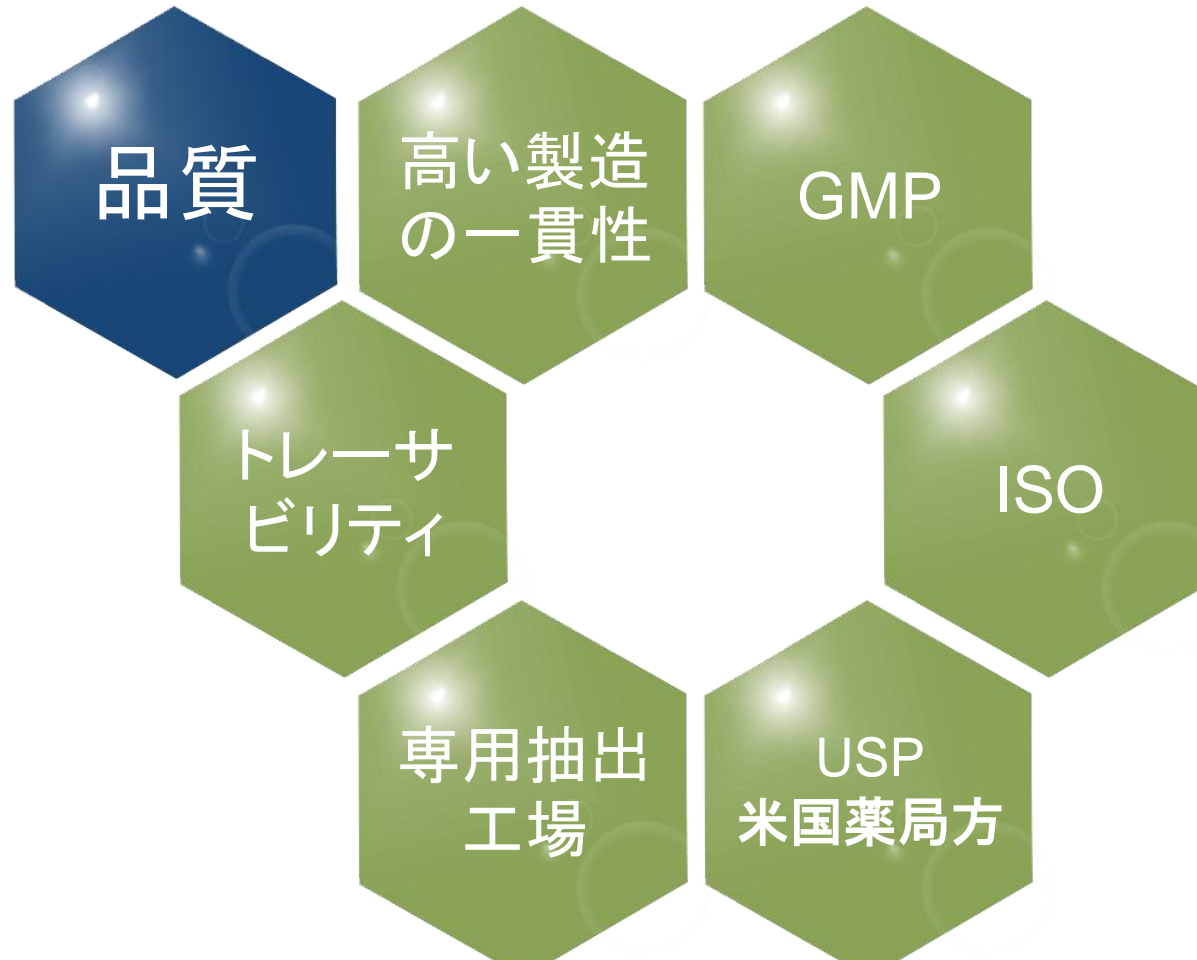 品質
高い製造
の一貫性
GMP
トレーサ
ビリティ
ISO
専用抽出
工場
USP
米国薬局方